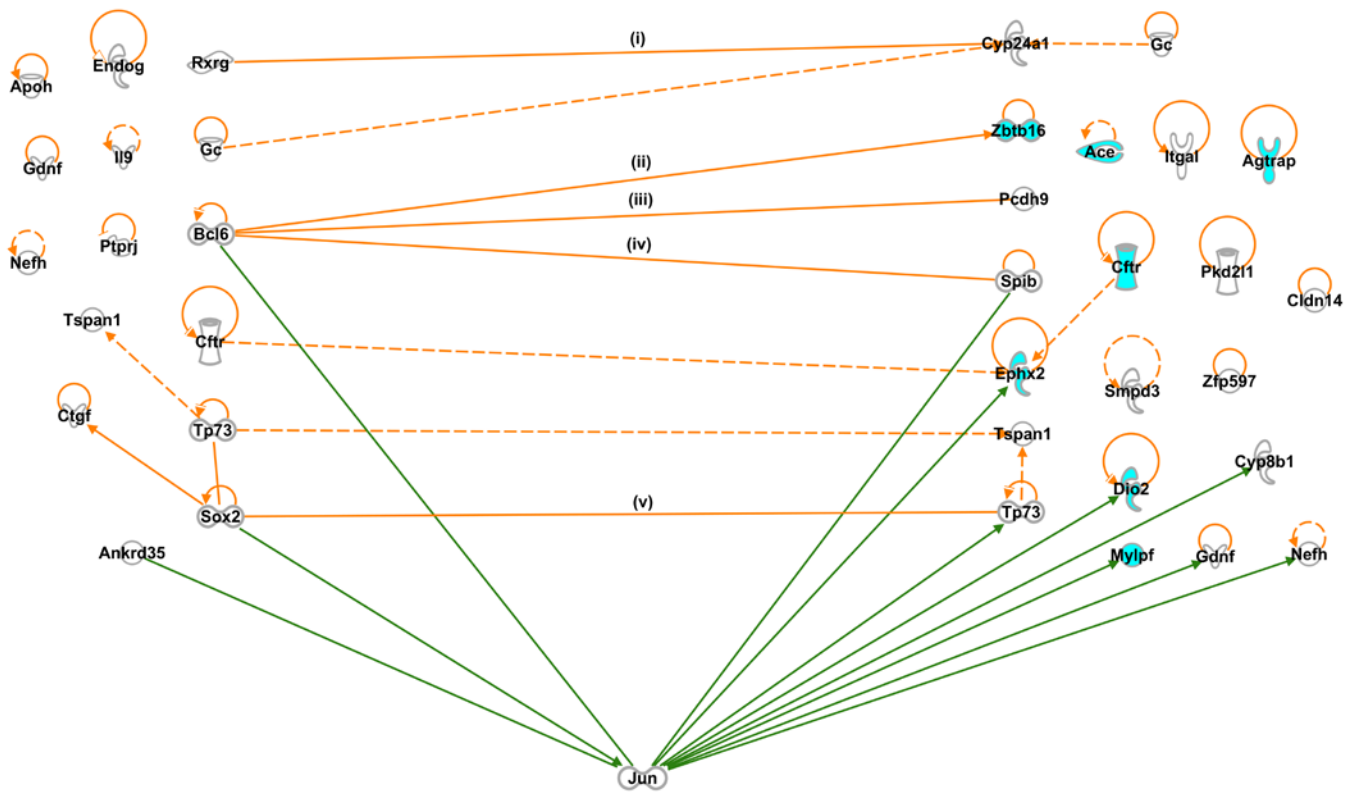 (i)
Cyp24a1
Gc
Endog
Rxrg
Apoh
Zbtb16
Gc
Il9
Gdnf
Ace
Itgal
Agtrap
(ii)
(iii)
Pcdh9
Bcl6
Ptprj
Nefh
(iv)
Cftr
Pkd2l1
Spib
Cldn14
Tspan1
Cftr
Ephx2
Smpd3
Zfp597
Ctgf
Tp73
Tspan1
Cyp8b1
Dio2
(v)
Sox2
Tp73
Ankrd35
Mylpf
Gdnf
Nefh
Jun